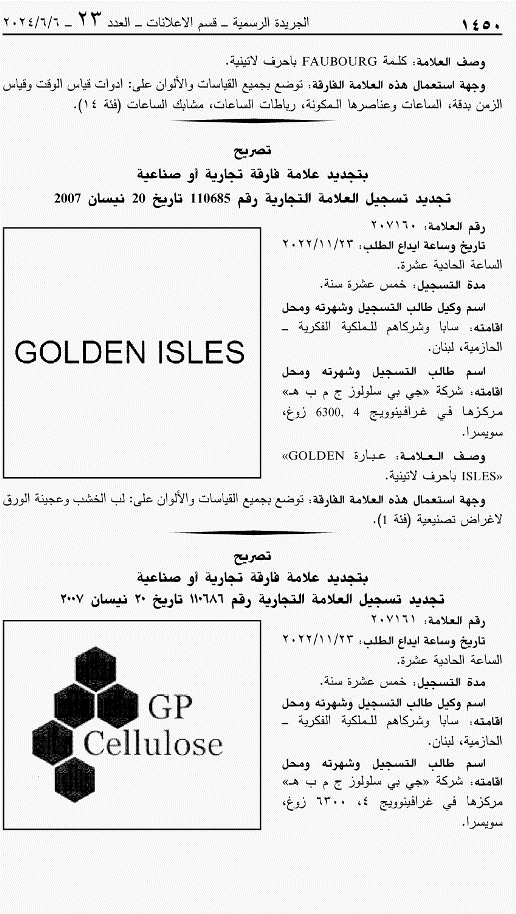 ١٤٥٠
الجريدة الرسمية ــ قسم الاعلانات ــ العدد ٢٣ ــ ٢٠٢٤/٦/٦
وصف العلامة: كلمة FAUBOURG باحرف لاتينية.
وجهة استعمال هذه العلامة الفارقة: توضع بجميع القياسات والألوان على: ادوات قياس الوقت وقياس
الزمن بدقة، الساعات وعناصرها المكونة، رباطات الساعات، مشابك الساعات (فئة ١٤).
تصريح
بتجديد علامة فارقة تجارية أو صناعية
تجديد تسجيل العلامة التجارية رقم 110685 تاريخ 20 نيسان 2007
رقم العلامة: ٢٠٧١٦٠
تاريخ وساعة ايداع الطلب: ٢٠٢٢/١١/٢٣
الساعة الحادية عشرة.
مدة التسجيل: خمس عشرة سنة.
اسم وكيل طالب التسجيل وشهرته ومحل
اقامته: سابا وشركاهم للملكية الفكرية ــ
الحازمية، لبنان.
اسم طالب التسجيل وشهرته ومحل
اقامته: شركة «جي بي سلولوز ج م ب هـ»
مركزها في غرافينوويج 4 ,6300 زوغ،
سويسرا.
وصف العلامة: عبارة «GOLDEN
ISLES» باحرف لاتينية.
GOLDEN ISLES
وجهة استعمال هذه العلامة الفارقة: توضع بجميع القياسات والألوان على: لب الخشب وعجينة الورق
لاغراض تصنيعية (فئة 1).
تصريح
بتجديد علامة فارقة تجارية أو صناعية
تجديد تسجيل العلامة التجارية رقم ١١٠٦٨٦ تاريخ ٢٠ نيسان ٢٠٠٧
رقم العلامة: ٢٠٧١٦١
تاريخ وساعة ايداع الطلب: ٢٠٢٢/١١/٢٣
الساعة الحادية عشرة.
مدة التسجيل: خمس عشرة سنة.
اسم وكيل طالب التسجيل وشهرته ومحل
اقامته: سابا وشركاهم للملكية الفكرية ــ
الحازمية، لبنان.
اسم طالب التسجيل وشهرته ومحل
اقامته: شركة «جي بي سلولوز ج م ب هـ»
مركزها في غرافينوويج ٤، ٦٣٠٠ زوغ،
سويسرا.
GP
Cellulose